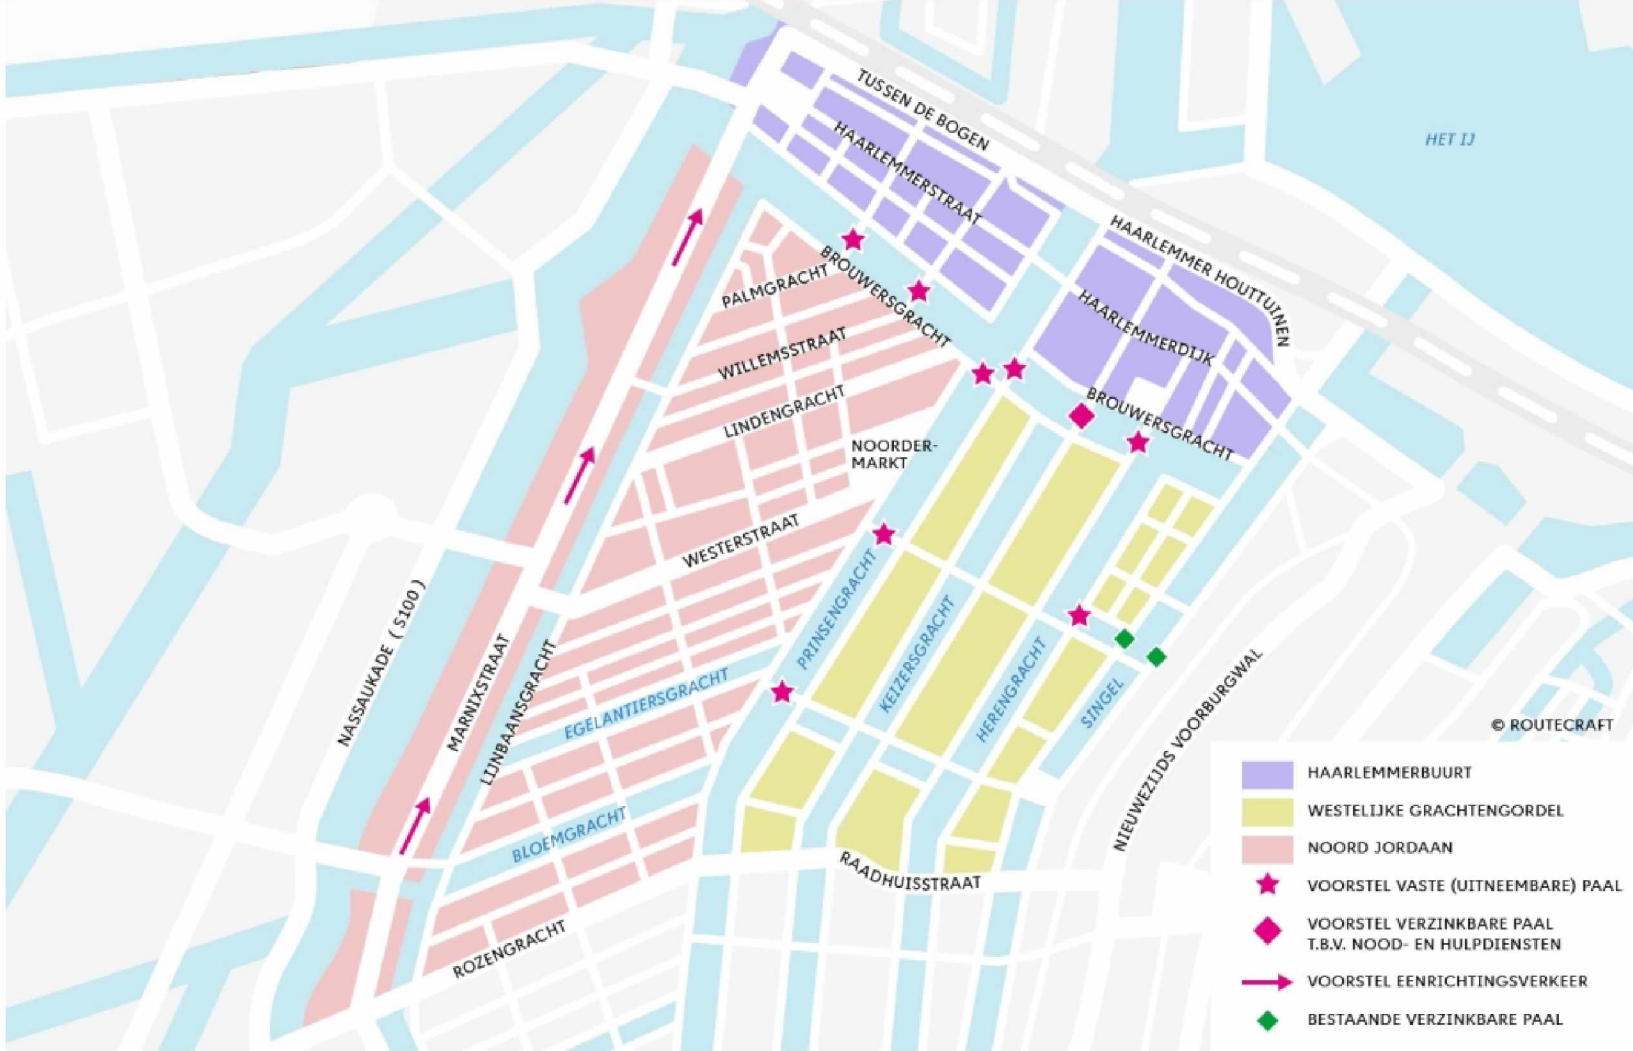 TUSSEN DE BOGEN
HET IJ
HAARLEMMERSTRAAT
HAARLEMMER HOUTTUINEN
BROUWERSGRACHT
PALMGRACHT
HAARLEMMERDIJK
WILLEMSSTRAAT
LINDENGRACHT
BROUWERSGRACHT
NOORDER-
MARKT
WESTERSTRAAT
PRINSENGRACHT
NASSAUKADE ( S100 )
MARNIXSTRAAT
LIJNBAANSGRACHT
EGELANTIERSGRACHT
KEIZERSGRACHT
HERENGRACHT
SINGEL
NIEUWEZIJDS VOORBURGWAL
BLOEMGRACHT
RAADHUISSTRAAT
ROZENGRACHT
© ROUTECRAFT
HAARLEMMERBUURT
WESTELIJKE GRACHTENGORDEL
NOORD JORDAAN
VOORSTEL VASTE (UITNEEMBARE) PAAL
VOORSTEL VERZINKBARE PAAL
T.B.V. NOOD- EN HULPDIENSTEN
VOORSTEL EENRICHTINGSVERKEER
BESTAANDE VERZINKBARE PAAL